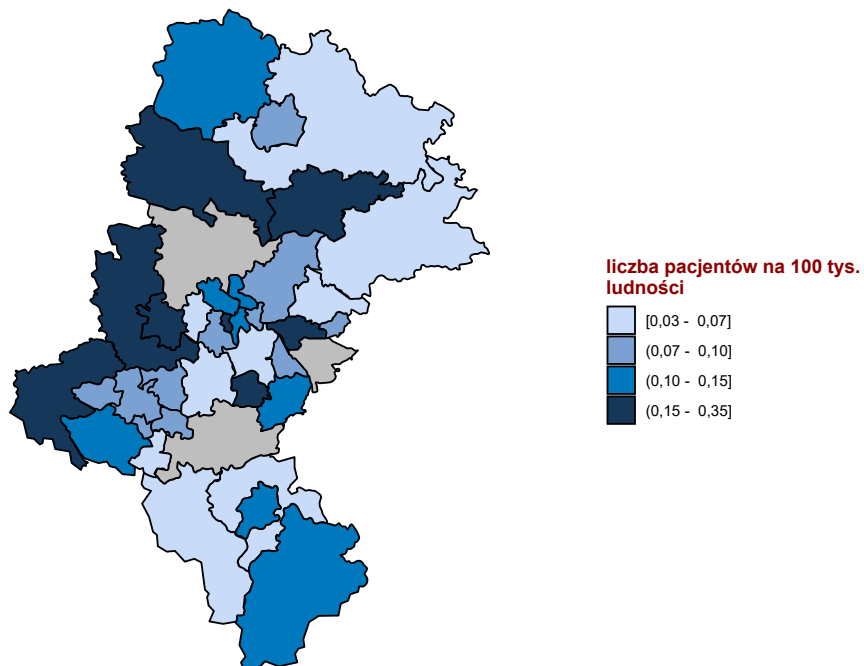 liczba pacjentów na 100 tys.
ludności
[0,03 - 0,07]
(0,07 - 0,10]
(0,10 - 0,15]
(0,15 - 0,35]